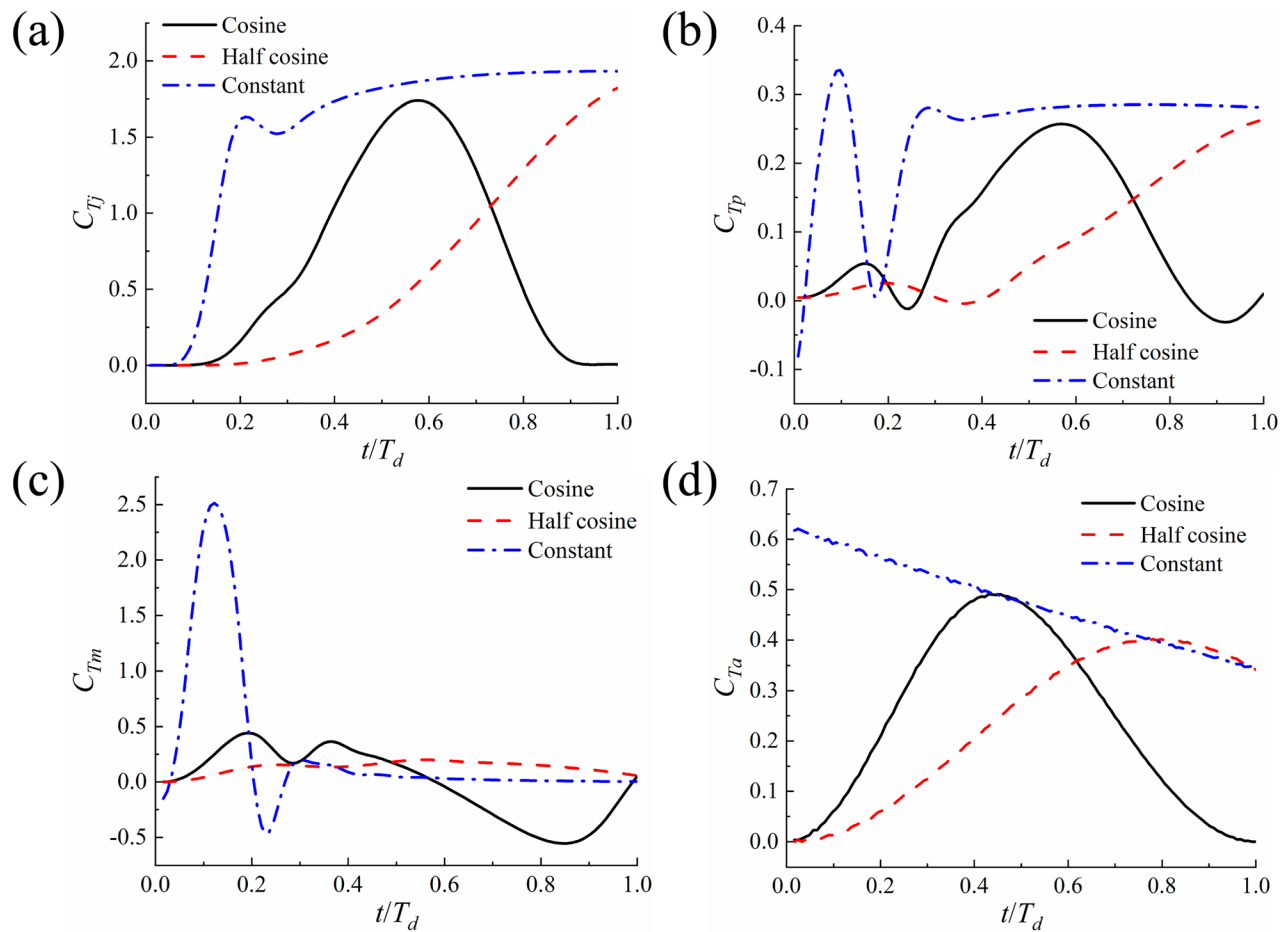 (a)
Cosine
Half cosine
Constant
2.0
1.5
1.0
0.5
0.0
C_Tj
0.0 0.2 0.4 0.6 0.8 1.0
t/T_d
(b)
0.4
0.3
0.2
0.1
0.0
-0.1
C_Tp
Cosine
Half cosine
Constant
0.0 0.2 0.4 0.6 0.8 1.0
t/T_d
(c)
Cosine
Half cosine
Constant
2.5
2.0
1.5
1.0
0.5
0.0
-0.5
C_Tm
0.0 0.2 0.4 0.6 0.8 1.0
t/T_d
(d)
0.7
0.6
0.5
0.4
0.3
0.2
0.1
0.0
C_Ta
Cosine
Half cosine
Constant
0.0 0.2 0.4 0.6 0.8 1.0
t/T_d